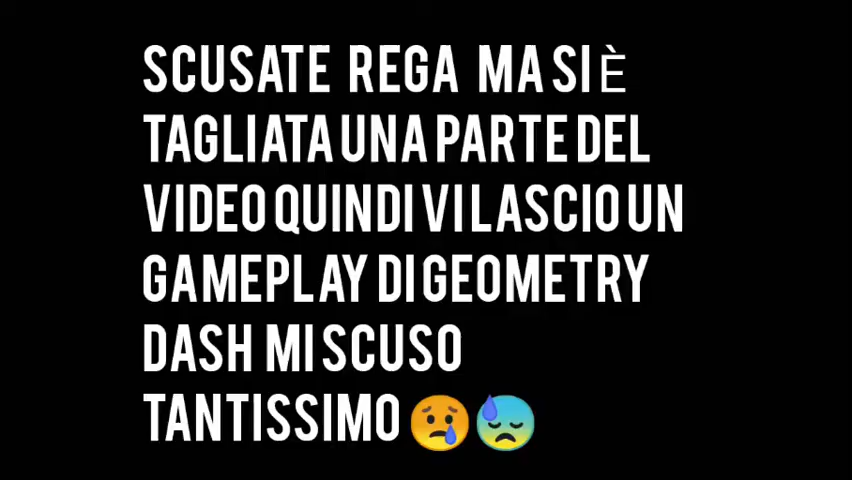 SCUSATE REGA MA SI È
TAGLIATA UNA PARTE DEL
VIDEO QUINDI VI LASCIO UN
GAMEPLAY DI GEOMETRY
DASH MI SCUSO
TANTISSIMO 😢😓